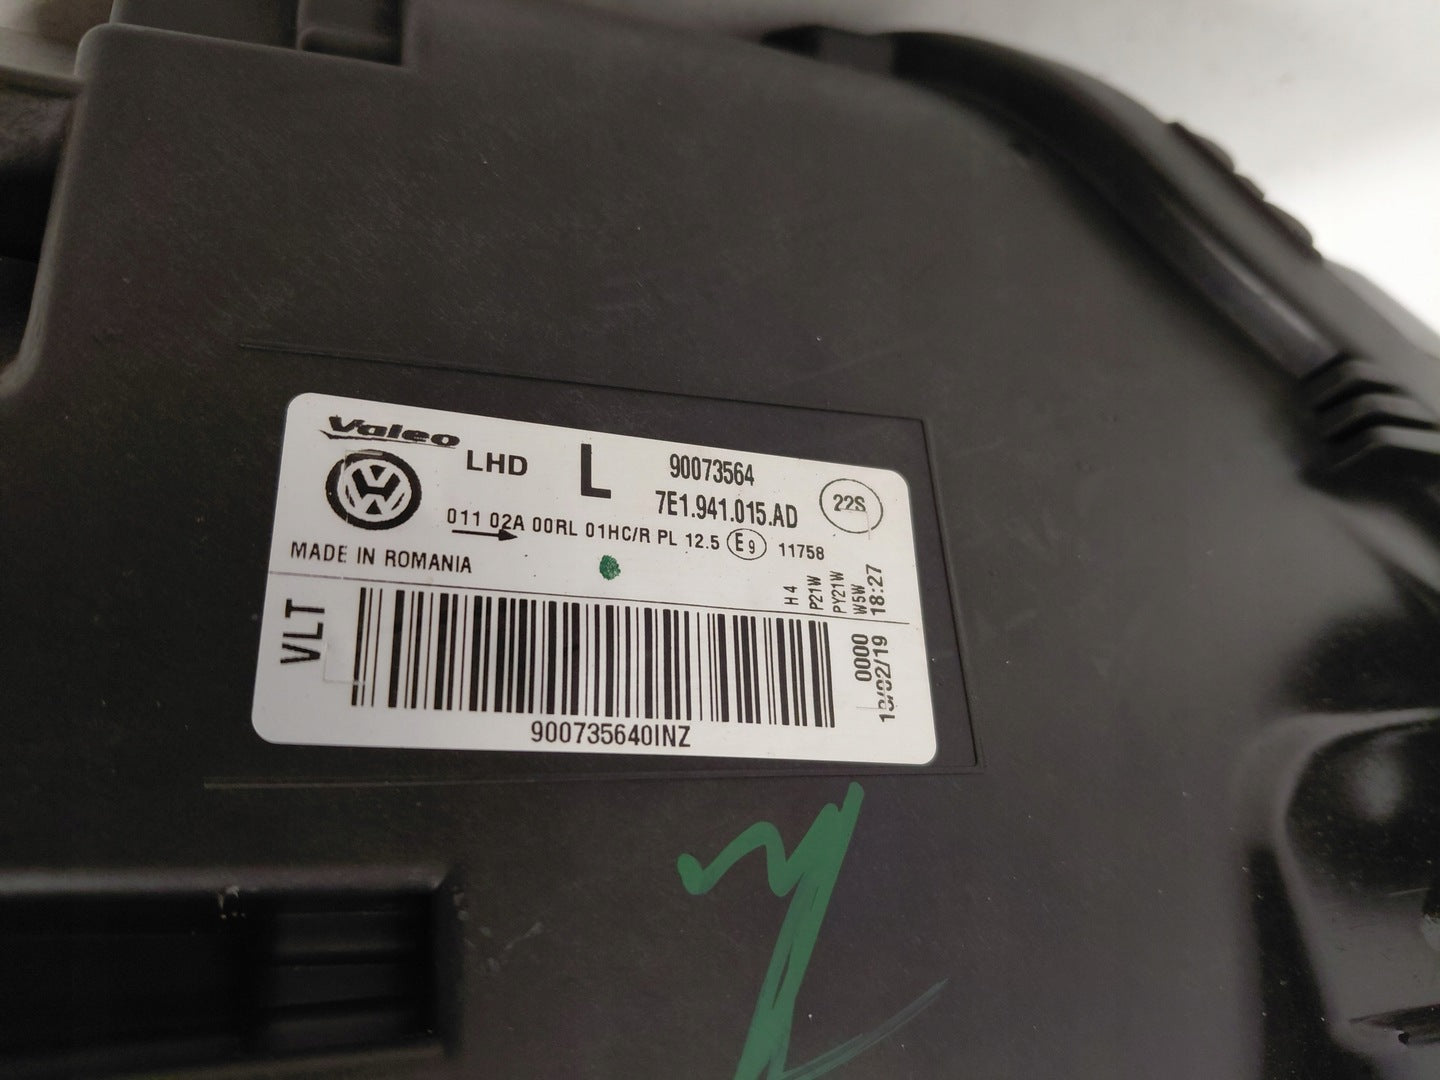 Valeo
LHD L 90073564
7E1.941.015.AD 22S
011 02A 00RL 01HC/R PL 12.5 E9 11758
MADE IN ROMANIA
H4
P21W
PY21W
W5W
18:27
VLT
0000
900735640INZ